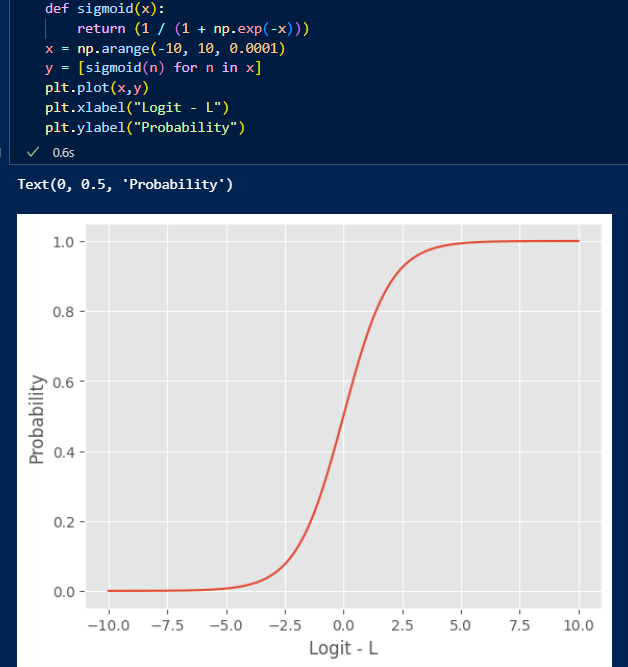 def sigmoid(x):
    return (1 / (1 + np.exp(-x)))
x = np.arange(-10, 10, 0.0001)
y = [sigmoid(n) for n in x]
plt.plot(x,y)
plt.xlabel("Logit - L")
plt.ylabel("Probability")
✓ 0.6s
Text(0, 0.5, 'Probability')
1.0
0.8
0.6
0.4
0.2
0.0
Probability
−10.0 −7.5 −5.0 −2.5 0.0 2.5 5.0 7.5 10.0
Logit - L